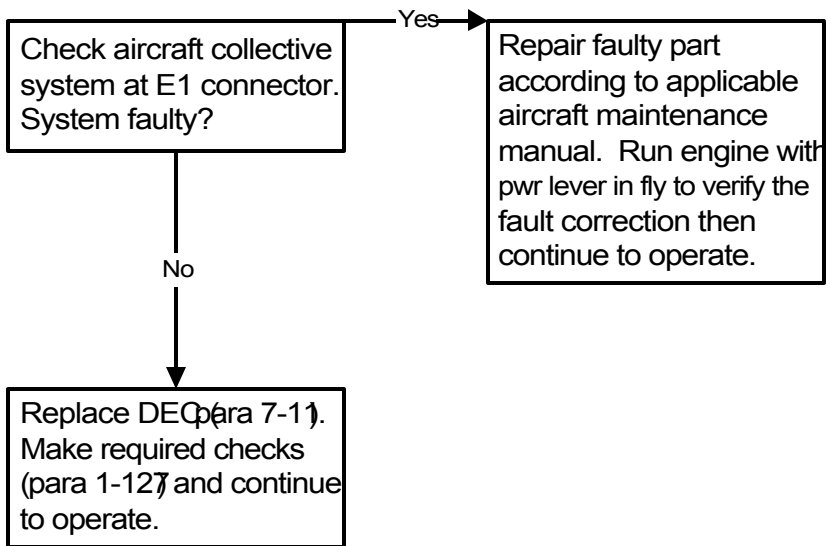 Check aircraft collective
system at E1 connector.
System faulty?
Yes
Repair faulty part
according to applicable
aircraft maintenance
manual. Run engine with
pwr lever in fly to verify the
fault correction then
continue to operate.
No
Replace DEC (para 7-11).
Make required checks
(para 1-127) and continue
to operate.